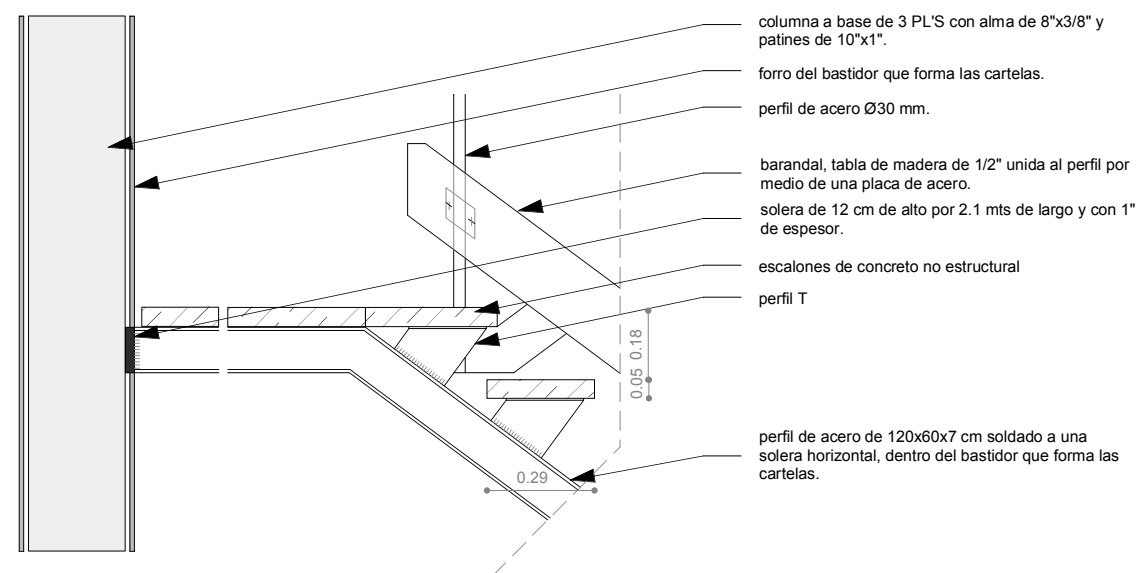 columna a base de 3 PL'S con alma de 8"x3/8" y
patines de 10"x1".
forro del bastidor que forma las cartelas.
perfil de acero Ø30 mm.
barandal, tabla de madera de 1/2" unida al perfil por
medio de una placa de acero.
solera de 12 cm de alto por 2.1 mts de largo y con 1"
de espesor.
escalones de concreto no estructural
perfil T
0.18
0.05
perfil de acero de 120x60x7 cm soldado a una
solera horizontal, dentro del bastidor que forma las
cartelas.
0.29